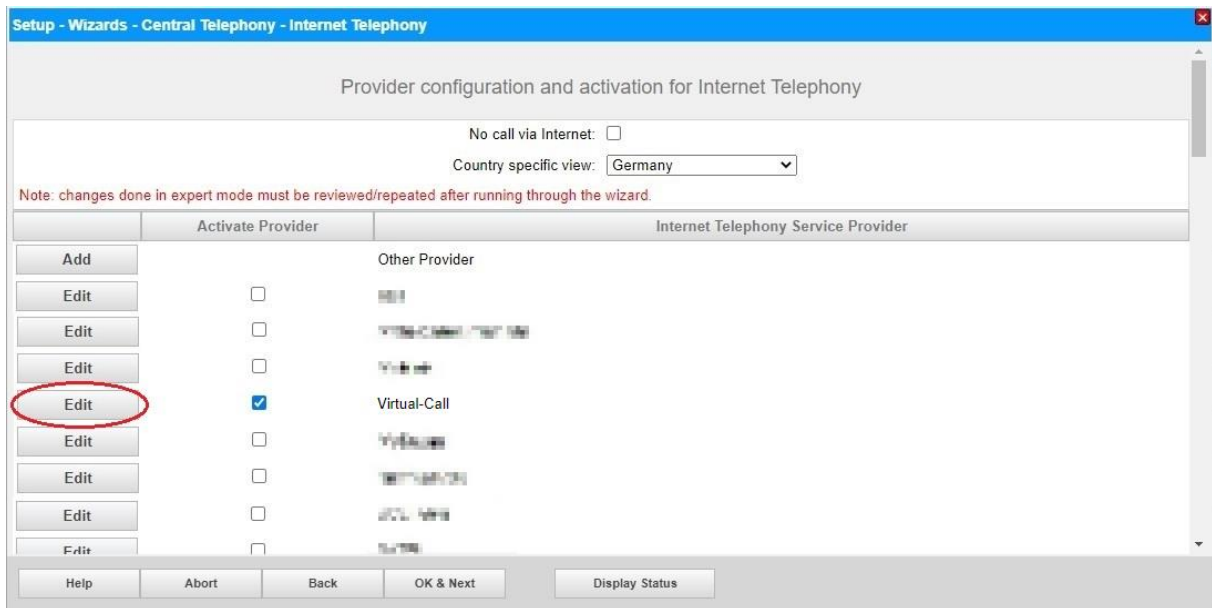 Setup - Wizards - Central Telephony - Internet Telephony
Provider configuration and activation for Internet Telephony
No call via Internet:
Country specific view: Germany
Note: changes done in expert mode must be reviewed/repeated after running through the wizard.
Activate Provider Internet Telephony Service Provider
Add Other Provider
Edit
Edit
Edit
Edit Virtual-Call
Edit
Edit
Edit
Edit
Help Abort Back OK & Next Display Status